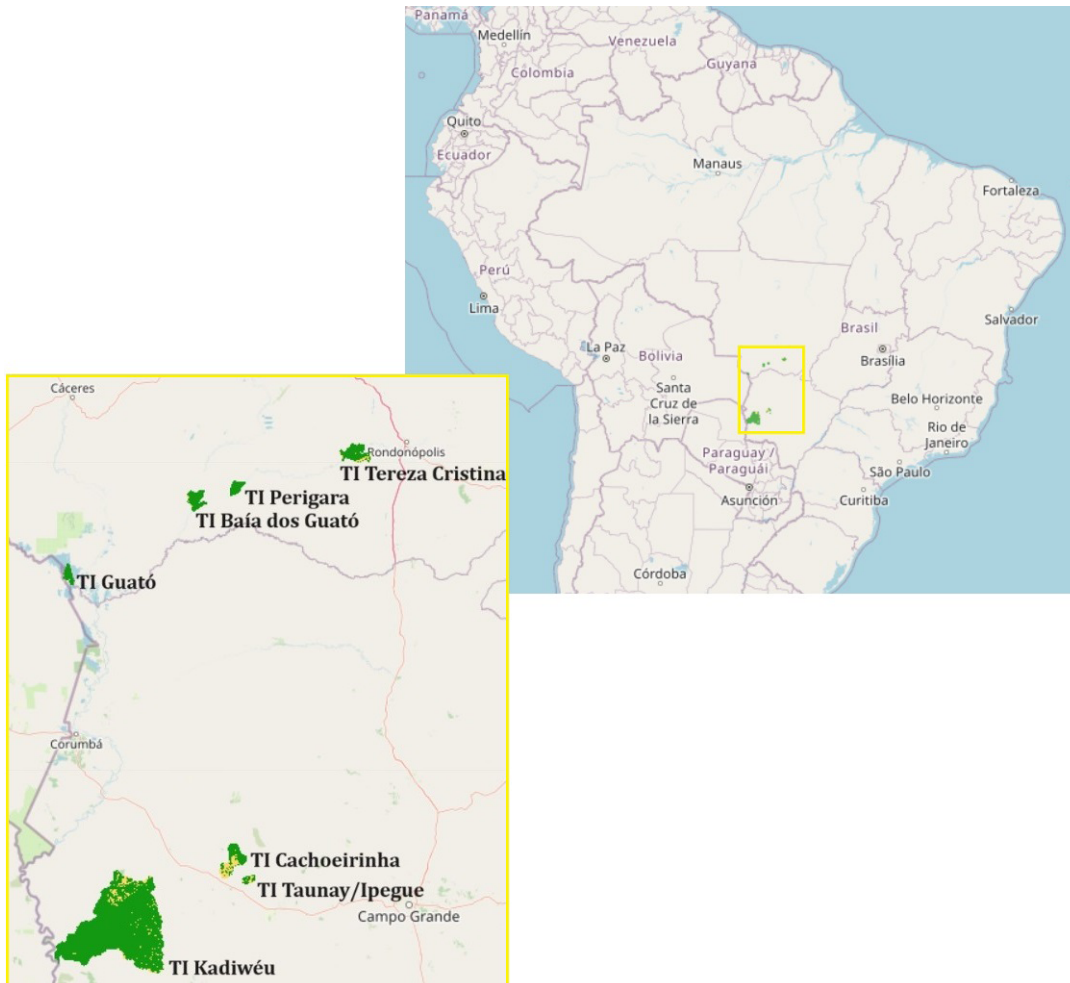 Panamá
Medellín
Venezuela
Guyana
Colombia
Quito
Ecuador
Manaus
Fortaleza
Perú
Lima
Salvador
Brasil
La Paz
Bolivia
Brasília
Santa
Cruz de
la Sierra
Belo Horizonte
Rio de
Janeiro
Paraguay /
Paraguái
São Paulo
Asunción
Curitiba
Córdoba
Cáceres
Rondonópolis
TI Tereza Cristina
TI Perigara
TI Baía dos Guató
TI Guató
Corumbá
TI Cachoeirinha
TI Taunay/Ipegue
Campo Grande
TI Kadiwéu